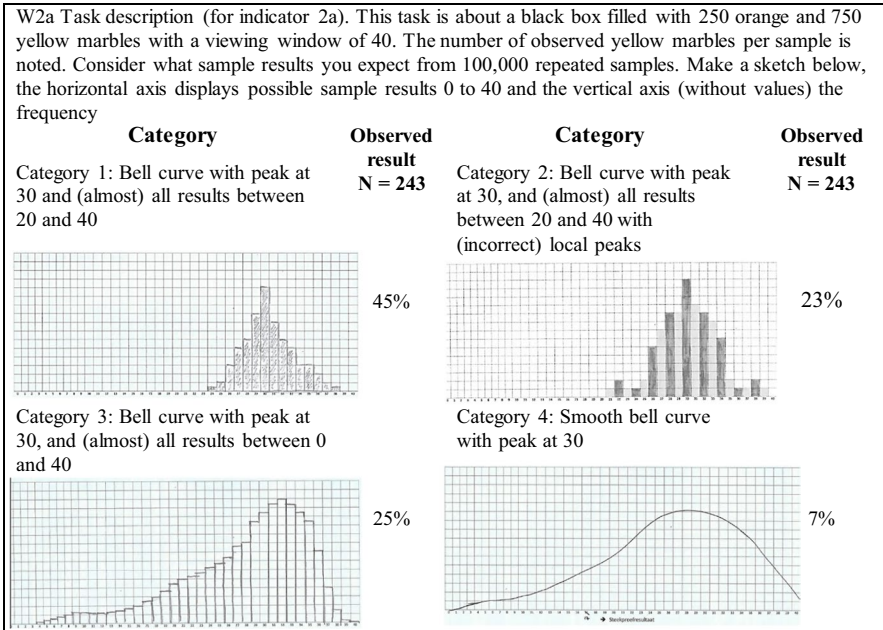 W2a Task description (for indicator 2a). This task is about a black box filled with 250 orange and 750
yellow marbles with a viewing window of 40. The number of observed yellow marbles per sample is
noted. Consider what sample results you expect from 100,000 repeated samples. Make a sketch below,
the horizontal axis displays possible sample results 0 to 40 and the vertical axis (without values) the
frequency
Category
Observed
result
N = 243
Category 1: Bell curve with peak at
30 and (almost) all results between
20 and 40
45%
Category
Observed
result
N = 243
Category 2: Bell curve with peak
at 30, and (almost) all results
between 20 and 40 with
(incorrect) local peaks
23%
Category 3: Bell curve with peak at
30, and (almost) all results between 0
and 40
25%
Category 4: Smooth bell curve
with peak at 30
7%
→ Steekproefresultaat